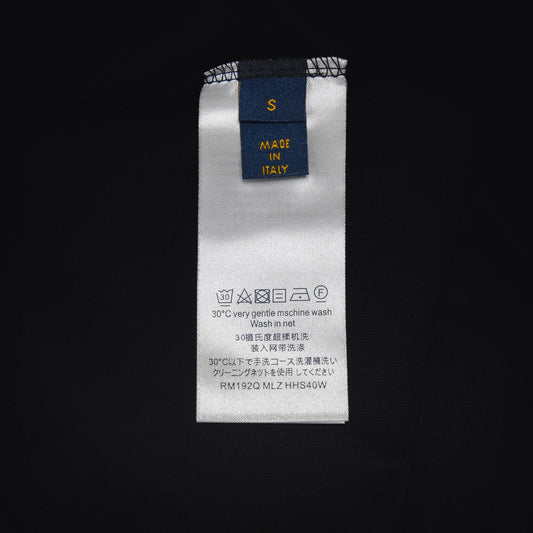 S
MADE
IN
ITALY
30 F
30°C very gentle mschine wash
Wash in net
30摄氏度超揉机洗
装入网带洗涤
30°C以下で手洗コース洗濯機洗い
クリーニングネットを使用してください
RM192Q MLZ HHS40W